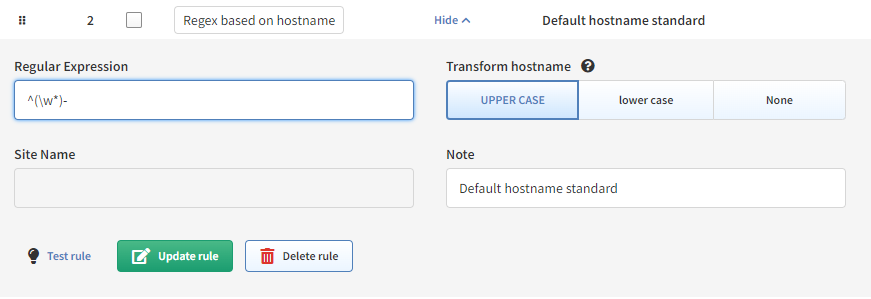 2 Regex based on hostname Hide Default hostname standard
Regular Expression Transform hostname ?
^(\w*)- UPPER CASE lower case None
Site Name Note
Default hostname standard
Test rule Update rule Delete rule